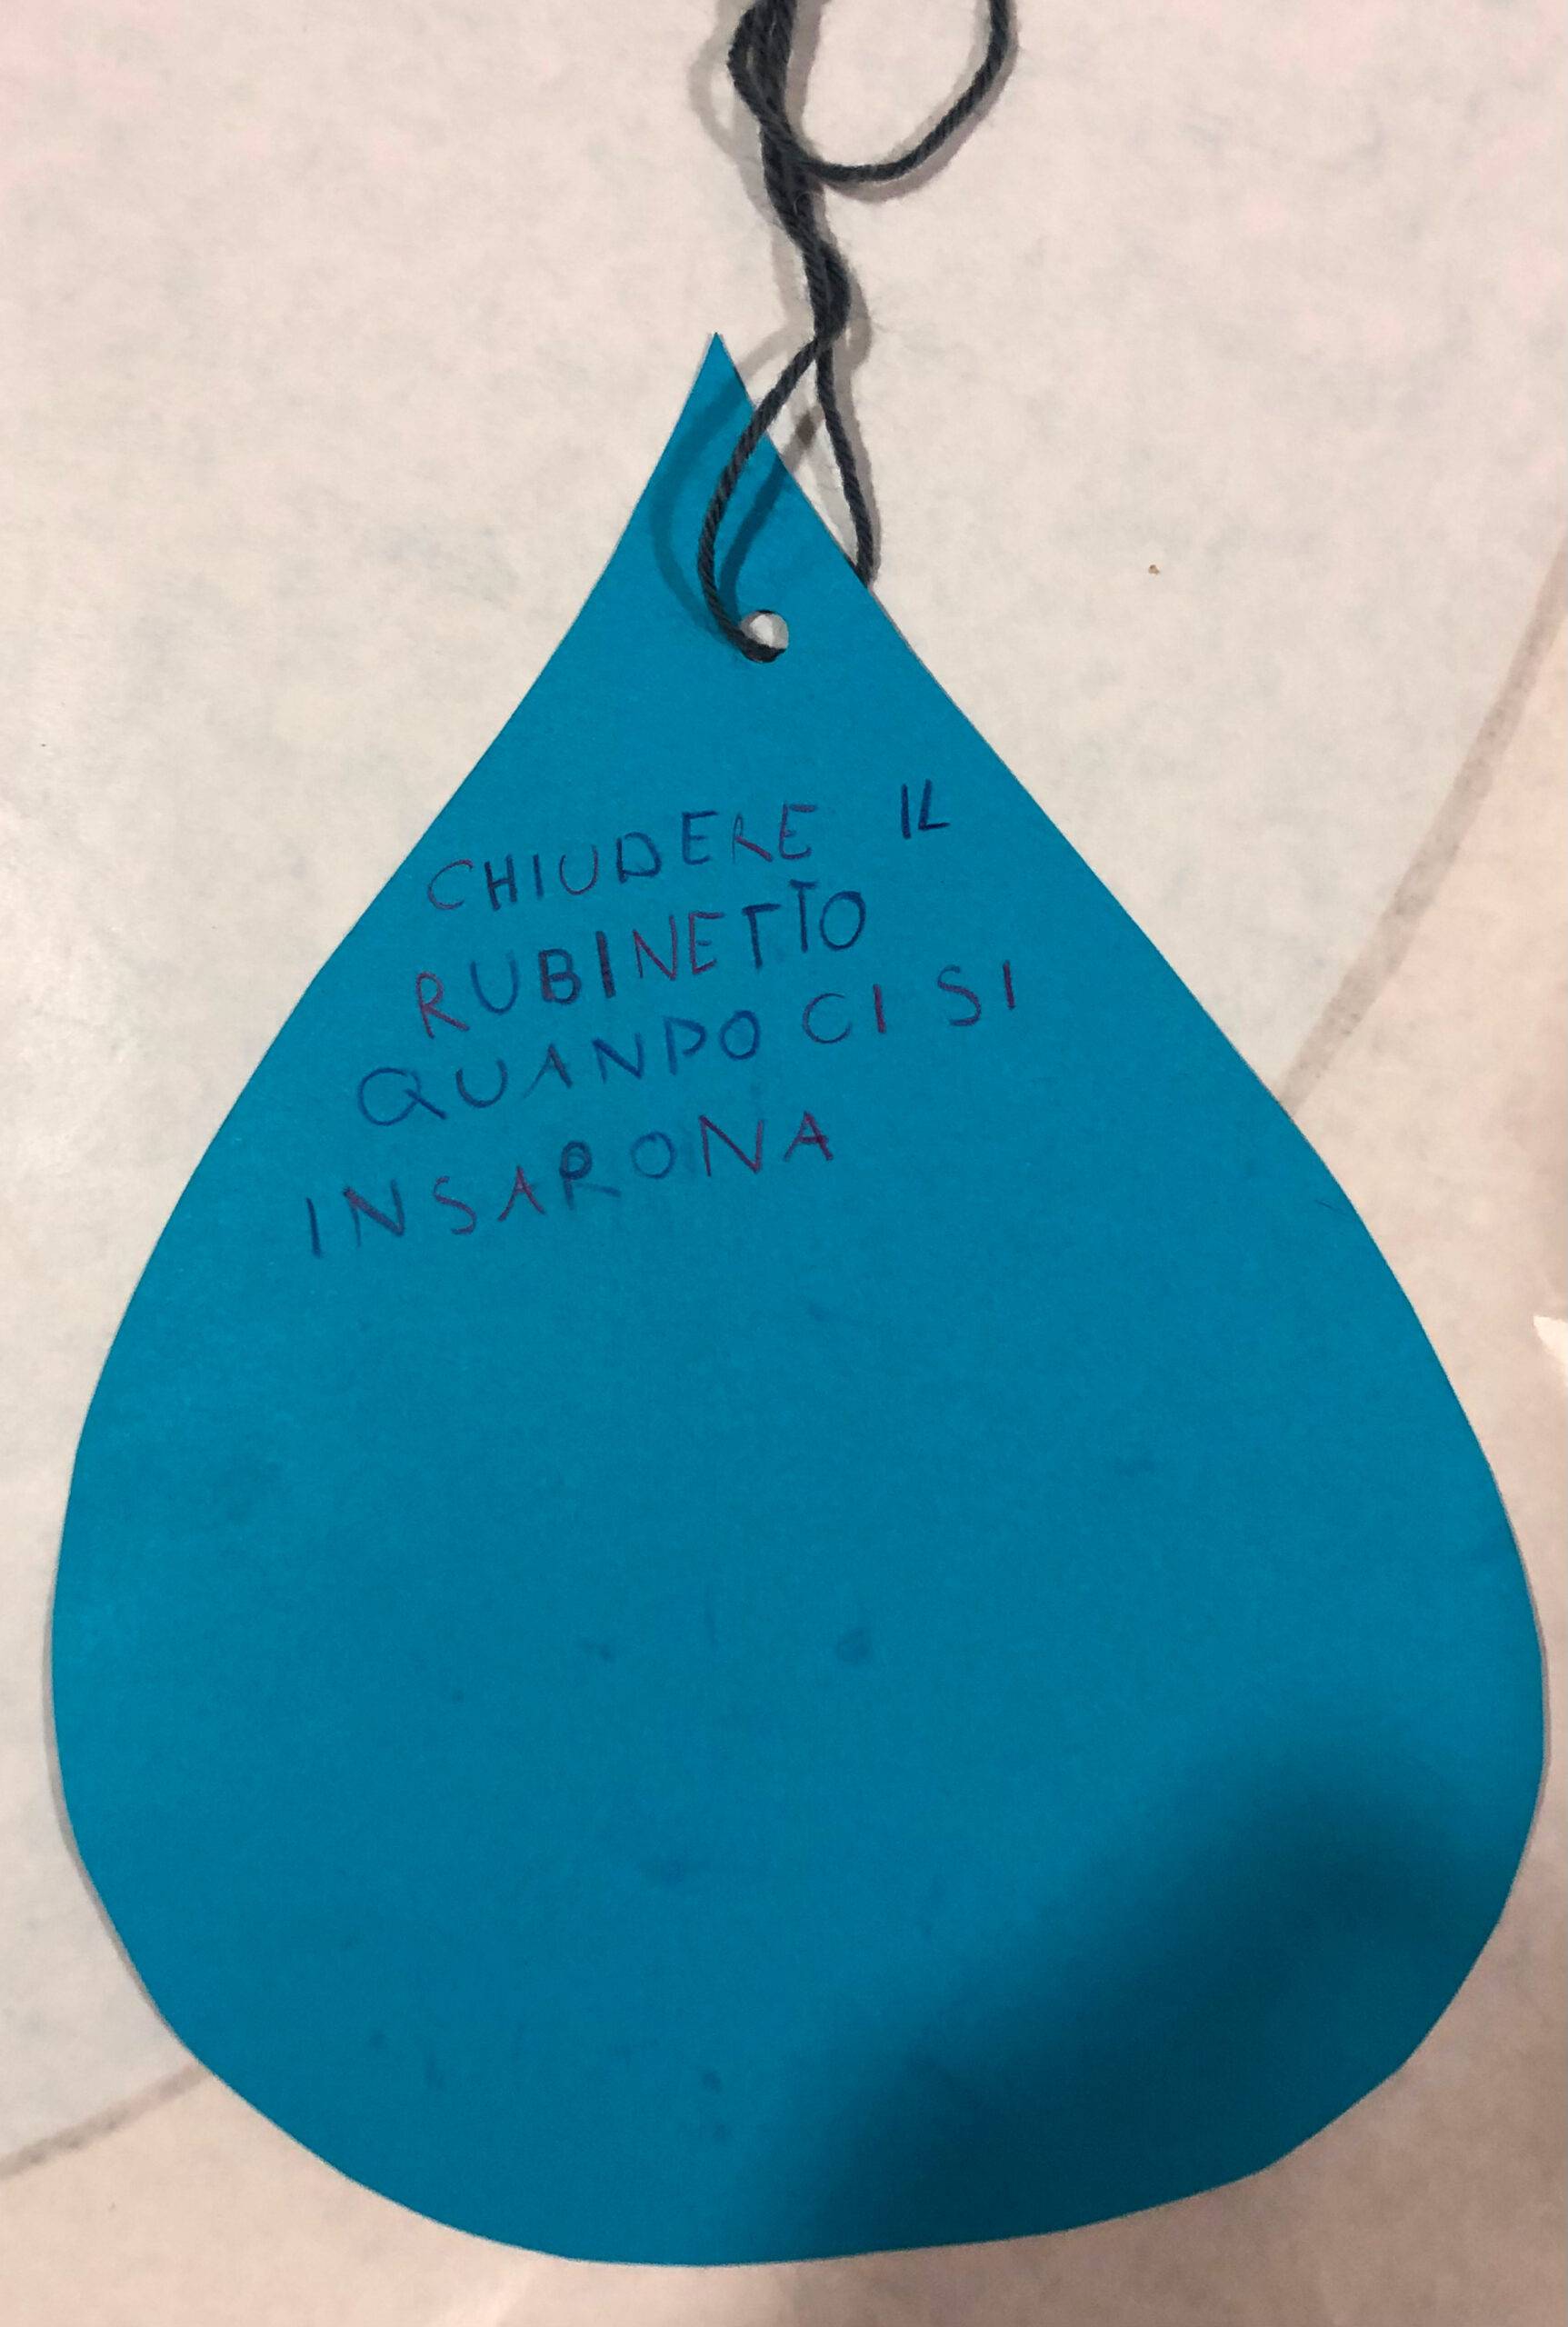 CHIUDERE IL
RUBINETTO
QUANDO CI SI
INSARONA